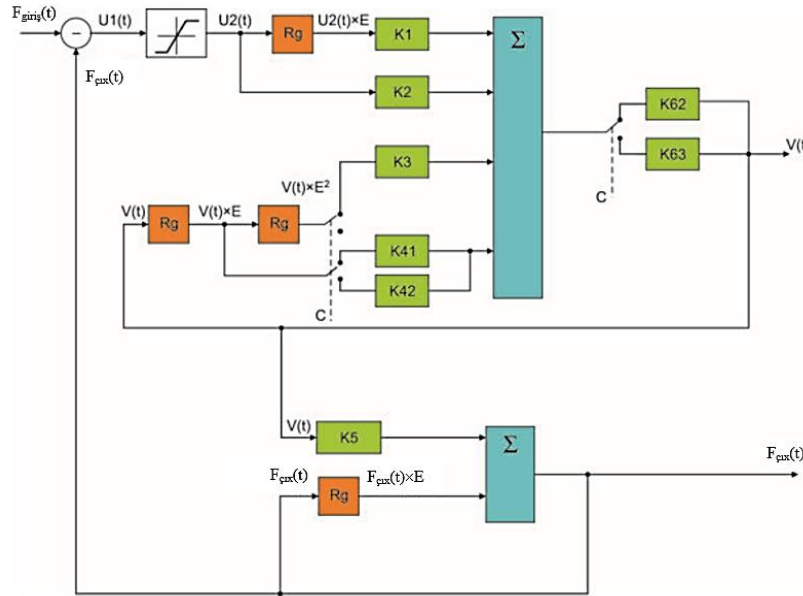 Fgiriş(t)
U1(t)
U2(t)
U2(t)×E
Rg
K1
Σ
Fçıx(t)
K2
K62
K3
K63
V(t)×E²
V(t
V(t)
V(t)×E
C
Rg
Rg
K41
K42
C
V(t)
K5
Σ
Fçıx(t)
Fçıx(t)
Fçıx(t)×E
Rg